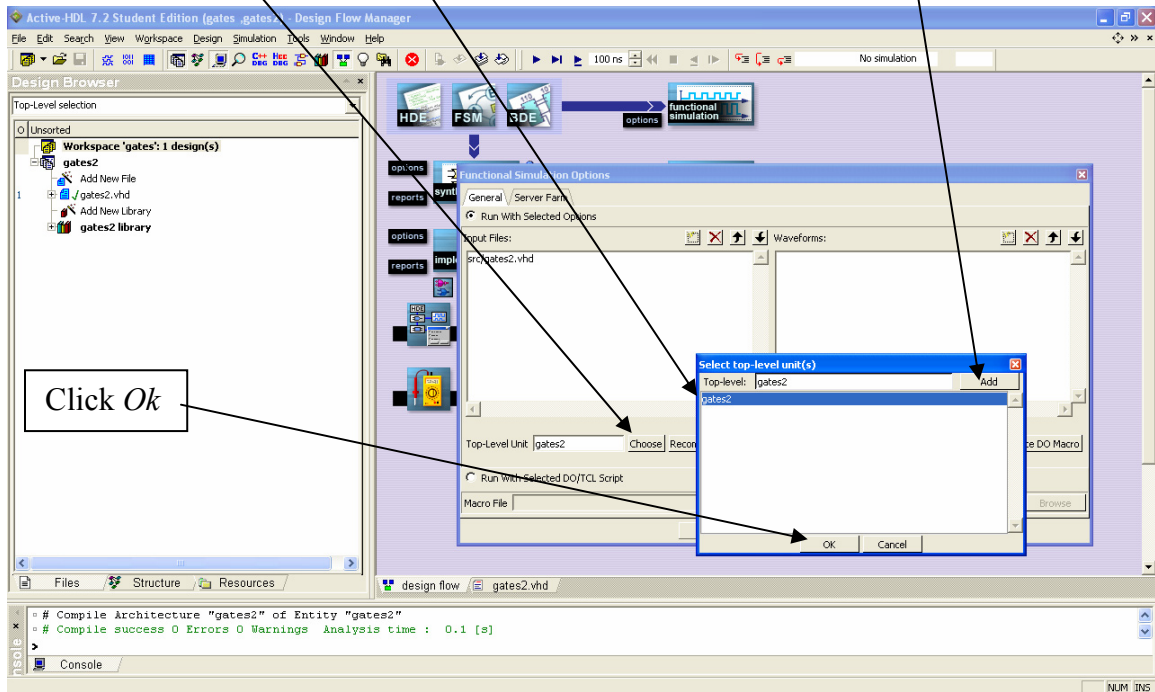 Active-HDL 7.2 Student Edition (gates ,gates2) - Design Flow Manager
File Edit Search View Workspace Design Simulation Tools Window Help
100 ns
No simulation
Design Browser
Top-Level selection
Unsorted
Workspace 'gates': 1 design(s)
gates2
Add New File
1 gates2.vhd
Add New Library
gates2 library
HDE FSM BDE
options
functional simulation
options
reports
options
reports
Functional Simulation Options
General Server Farm
Run With Selected Options
Input Files:
Waveforms:
src/gates2.vhd
Select top-level unit(s)
Top-level: gates2 Add
gates2
Top-Level Unit gates2 Choose
DO Macro
Run With Selected DO/TCL Script
Macro File
Browse
OK Cancel
Click Ok
Files Structure Resources
design flow gates2.vhd
# Compile Architecture "gates2" of Entity "gates2"
# Compile success 0 Errors 0 Warnings Analysis time : 0.1 [s]
>
Console
NUM INS